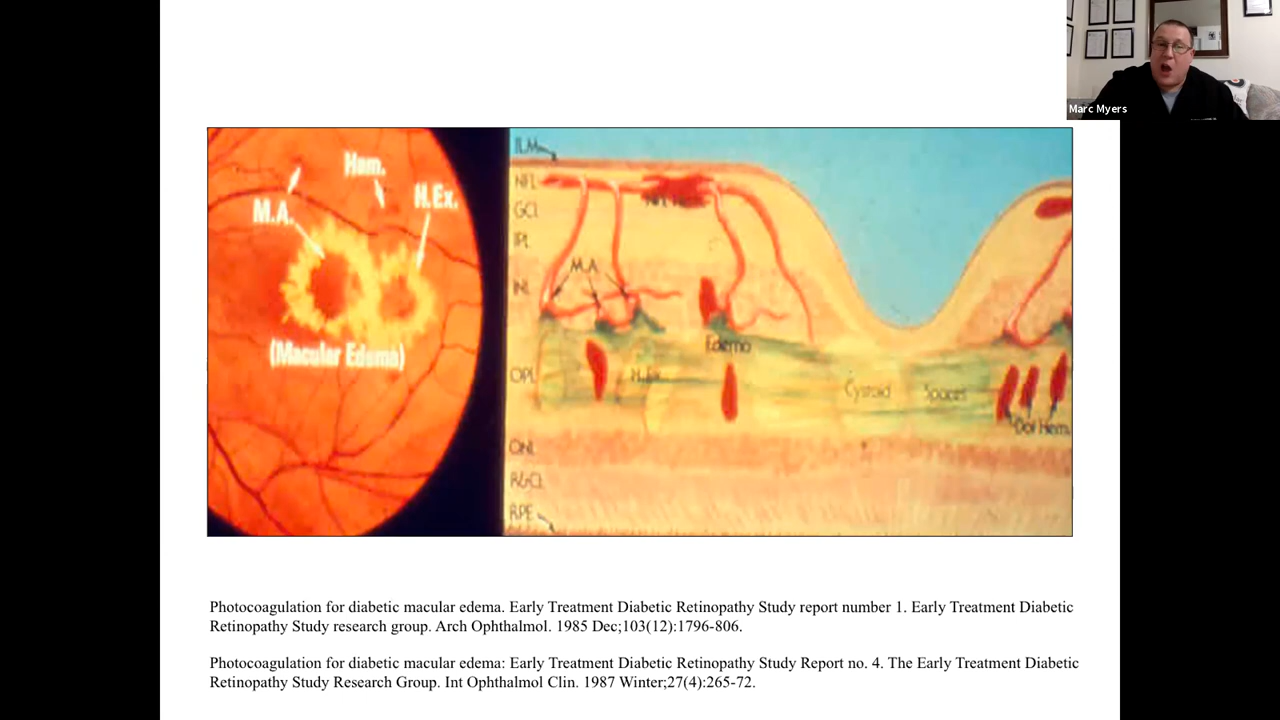 Marc Myers
Ham.
M.A.
H.Ex.
(Macular Edema)
ILM
NFL
GCL
IPL
M.A
INL
Edema
OPL
H.Ex.
Cystoid Spaces
Dot Hem.
ONL
R&CL
RPE
Photocoagulation for diabetic macular edema. Early Treatment Diabetic Retinopathy Study report number 1. Early Treatment Diabetic
Retinopathy Study research group. Arch Ophthalmol. 1985 Dec;103(12):1796-806.
Photocoagulation for diabetic macular edema: Early Treatment Diabetic Retinopathy Study Report no. 4. The Early Treatment Diabetic
Retinopathy Study Research Group. Int Ophthalmol Clin. 1987 Winter;27(4):265-72.